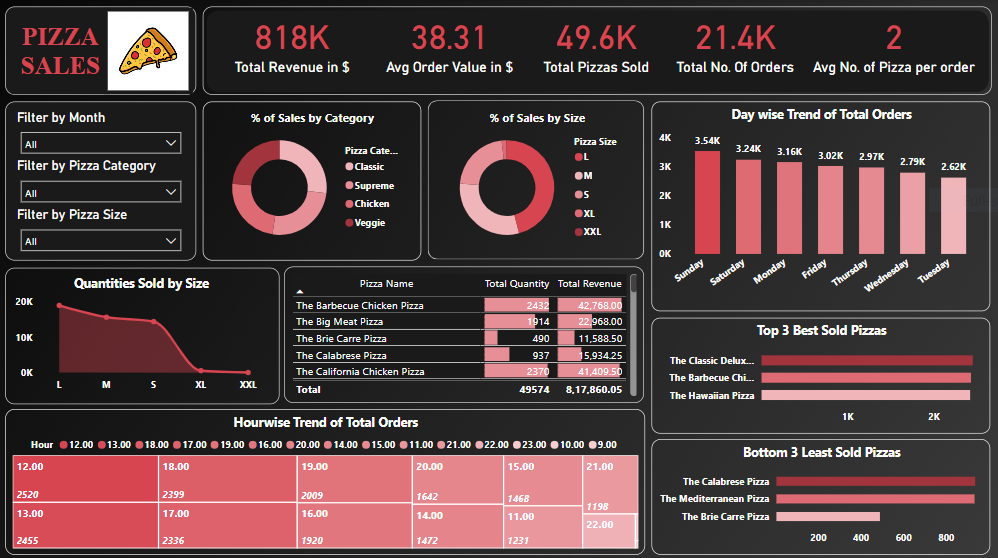 PIZZA
SALES
818K
Total Revenue in $
38.31
Avg Order Value in $
49.6K
Total Pizzas Sold
21.4K
Total No. Of Orders
2
Avg No. of Pizza per order
Filter by Month
All
Filter by Pizza Category
All
Filter by Pizza Size
All
% of Sales by Category
Pizza Cate...
Classic
Supreme
Chicken
Veggie
% of Sales by Size
Pizza Size
L
M
S
XL
XXL
Day wise Trend of Total Orders
4K
3K
2K
1K
0K
3.54K
3.24K
3.16K
3.02K
2.97K
2.79K
2.62K
Sunday
Saturday
Monday
Friday
Thursday
Wednesday
Tuesday
Quantities Sold by Size
20K
10K
0K
L M S XL XXL
Pizza Name Total Quantity Total Revenue
The Barbecue Chicken Pizza 2432 42,768.00
The Big Meat Pizza 1914 22,968.00
The Brie Carre Pizza 490 11,588.50
The Calabrese Pizza 937 15,934.25
The California Chicken Pizza 2370 41,409.50
Total 49574 8,17,860.05
Top 3 Best Sold Pizzas
The Classic Delux...
The Barbecue Chi...
The Hawaiian Pizza
1K 2K
Hourwise Trend of Total Orders
Hour 12.00 13.00 18.00 17.00 19.00 16.00 20.00 14.00 15.00 11.00 21.00 22.00 23.00 10.00 9.00
12.00
2520
13.00
2455
18.00
2399
17.00
2336
19.00
2009
16.00
1920
20.00
1642
14.00
1472
15.00
1468
11.00
1231
21.00
1198
22.00
Bottom 3 Least Sold Pizzas
The Calabrese Pizza
The Mediterranean Pizza
The Brie Carre Pizza
200 400 600 800